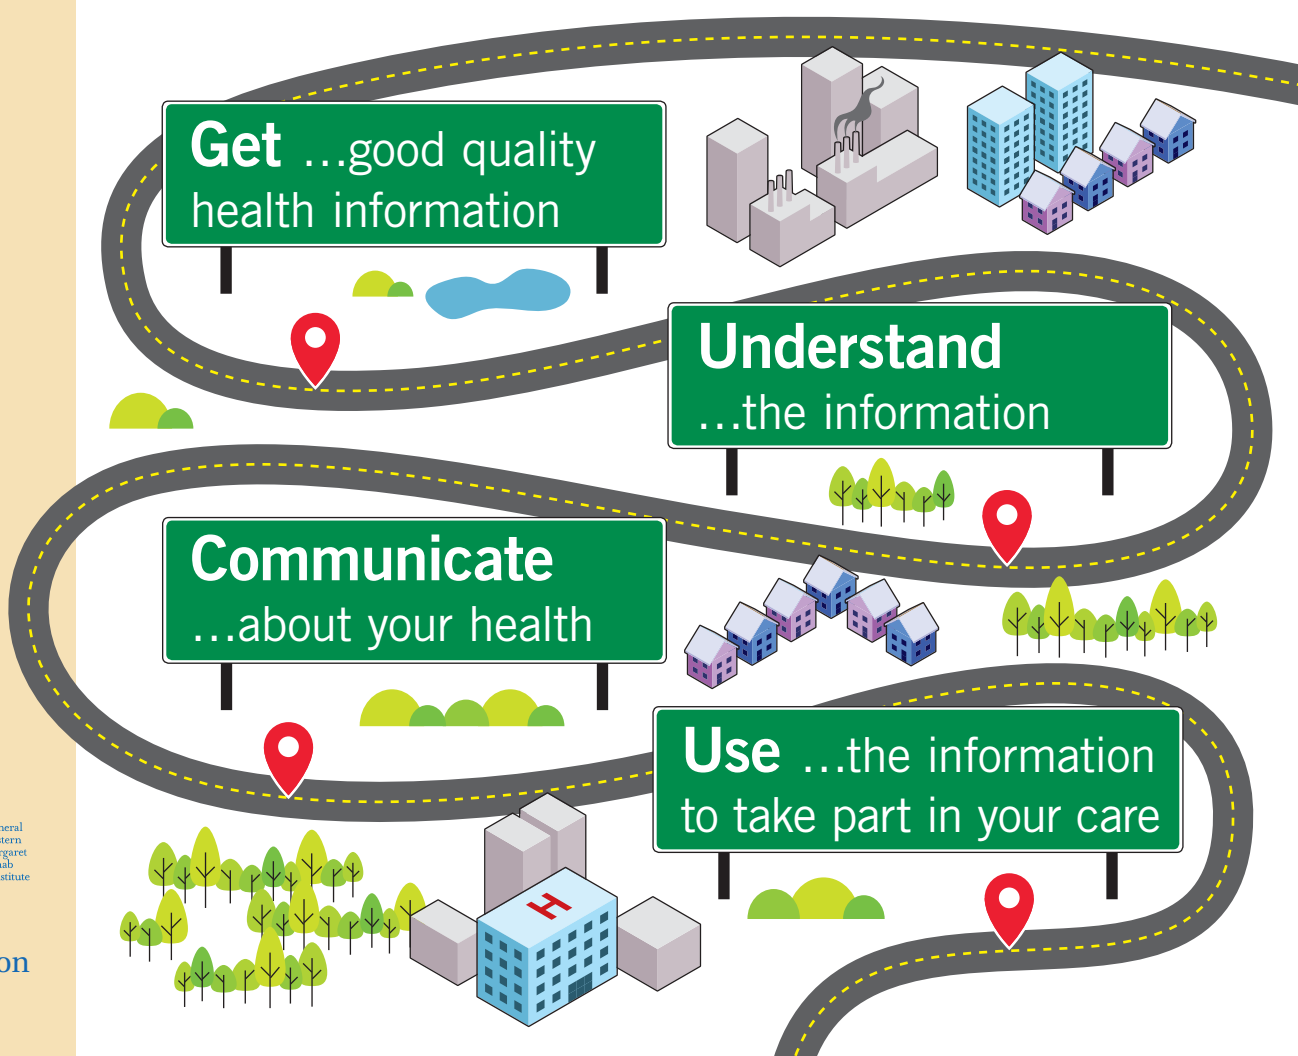 Get ...good quality
health information
Understand
...the information
Communicate
...about your health
Use ...the information
to take part in your care
H